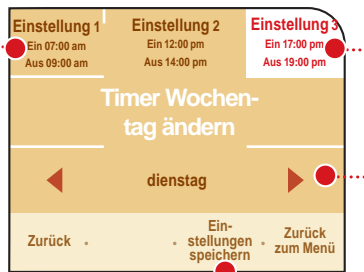 Einstellung 1
Ein 07:00 am
Aus 09:00 am
Einstellung 2
Ein 12:00 pm
Aus 14:00 pm
Einstellung 3
Ein 17:00 pm
Aus 19:00 pm
Timer Wochen-
tag ändern
dienstag
Zurück
Ein-
stellungen
speichern
Zurück
zum Menü